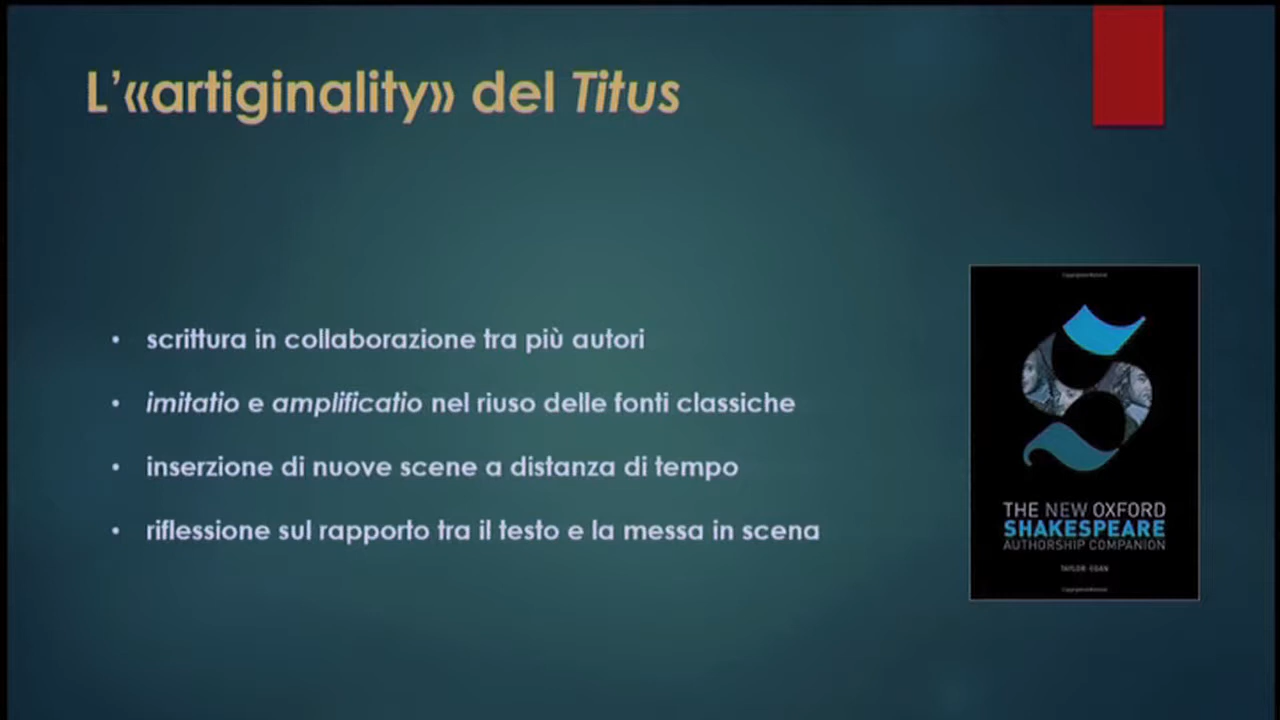 L’«artiginality» del Titus
• scrittura in collaborazione tra più autori
• imitatio e amplificatio nel riuso delle fonti classiche
• inserzione di nuove scene a distanza di tempo
• riflessione sul rapporto tra il testo e la messa in scena
THE NEW OXFORD
SHAKESPEARE
AUTHORSHIP COMPANION
TAYLOR EGAN